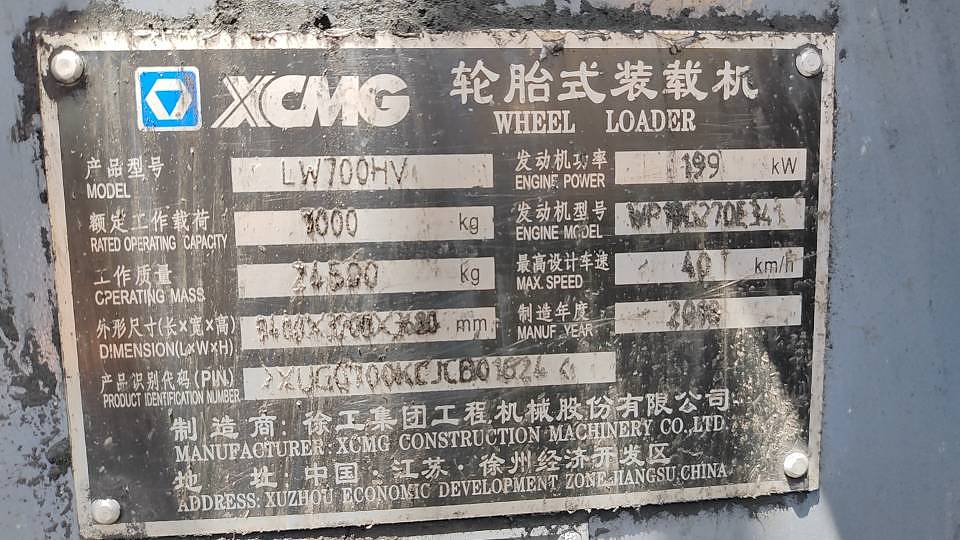 XCMG 轮胎式装载机
WHEEL LOADER
产品型号 LW700HV 发动机功率 199 kW
MODEL ENGINE POWER
额定工作载荷 kg 发动机型号
RATED OPERATING CAPACITY ENGINE MODEL
工作质量 kg 最高设计车速 40 km/h
OPERATING MASS MAX. SPEED
外形尺寸(长×宽×高) mm 制造年度
DIMENSION(L×W×H) MANUF. YEAR
产品识别代码(PIN)
PRODUCT IDENTIFICATION NUMBER
制造商: 徐工集团工程机械股份有限公司
MANUFACTURER: XCMG CONSTRUCTION MACHINERY CO.,LTD.
地 址: 中国·江苏·徐州经济开发区
ADDRESS: XUZHOU ECONOMIC DEVELOPMENT ZONE JIANGSU,CHINA